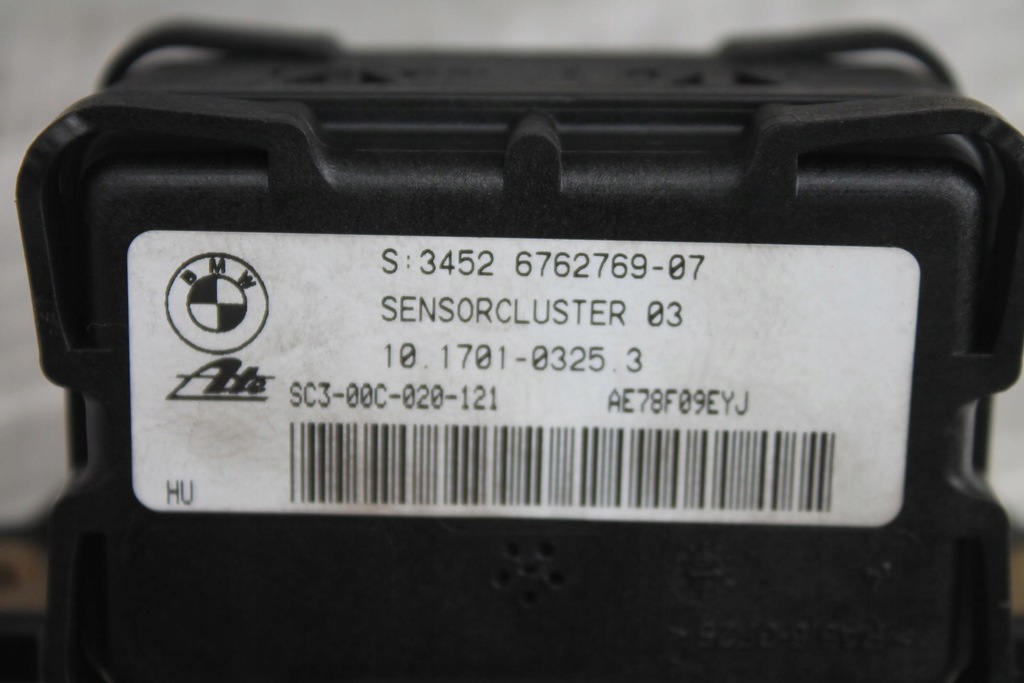 BMW
S:3452 6762769-07
SENSORCLUSTER 03
Ate
10.1701-0325.3
SC3-00C-020-121 AE78F09EYJ
HU